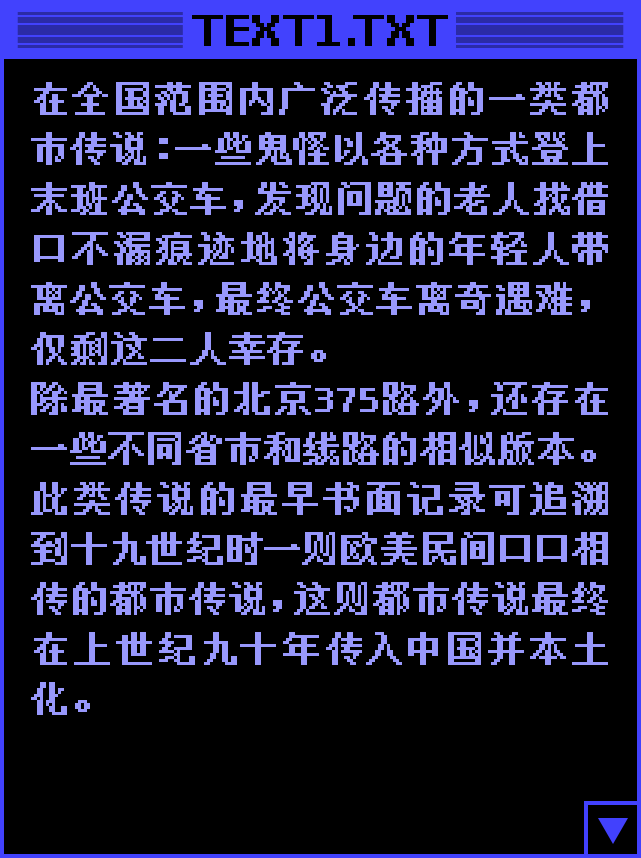 TEXT1.TXT
在全国范围内广泛传播的一类都
市传说：一些鬼怪以各种方式登上
末班公交车，发现问题的老人找借
口不漏痕迹地将身边的年轻人带
离公交车，最终公交车离奇遇难，
仅剩这二人幸存。
除最著名的北京375路外，还存在
一些不同省市和线路的相似版本。
此类传说的最早书面记录可追溯
到十九世纪时一则欧美民间口口相
传的都市传说，这则都市传说最终
在上世纪九十年传入中国并本土
化。